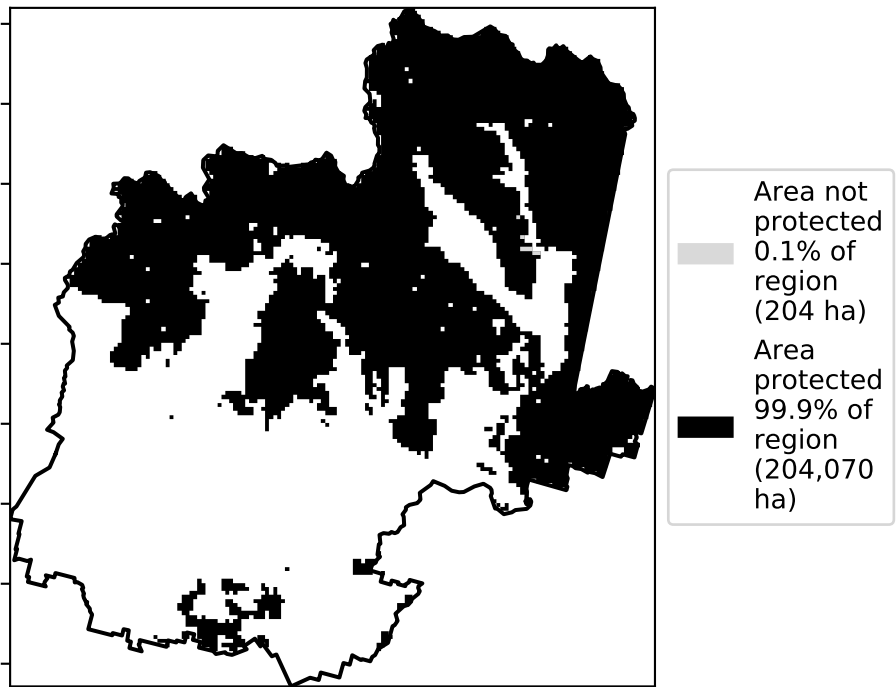 Area not
protected
0.1% of
region
(204 ha)
Area
protected
99.9% of
region
(204,070
ha)